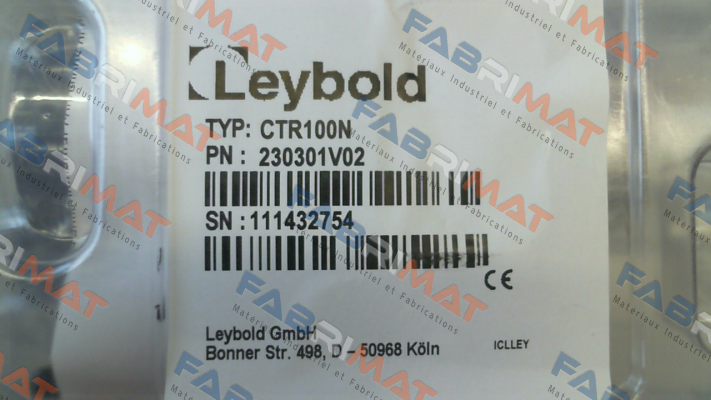 Leybold
TYP: CTR100N
PN : 230301V02
SN : 111432754
CE
Leybold GmbH
Bonner Str. 498, D – 50968 Köln
ICLLEY
FABRIMAT
Materiaux Industriel et Fabrications